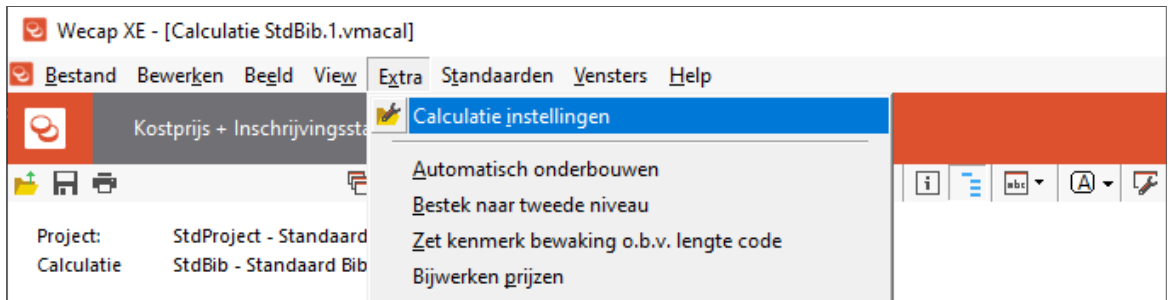 Wecap XE - [Calculatie StdBib.1.vmacal]
Bestand Bewerken Beeld View Extra Standaarden Vensters Help
Kostprijs + Inschrijvingssta
Calculatie instellingen
Automatisch onderbouwen
Bestek naar tweede niveau
Zet kenmerk bewaking o.b.v. lengte code
Bijwerken prijzen
i abc A
Project: StdProject - Standaard
Calculatie StdBib - Standaard Bib